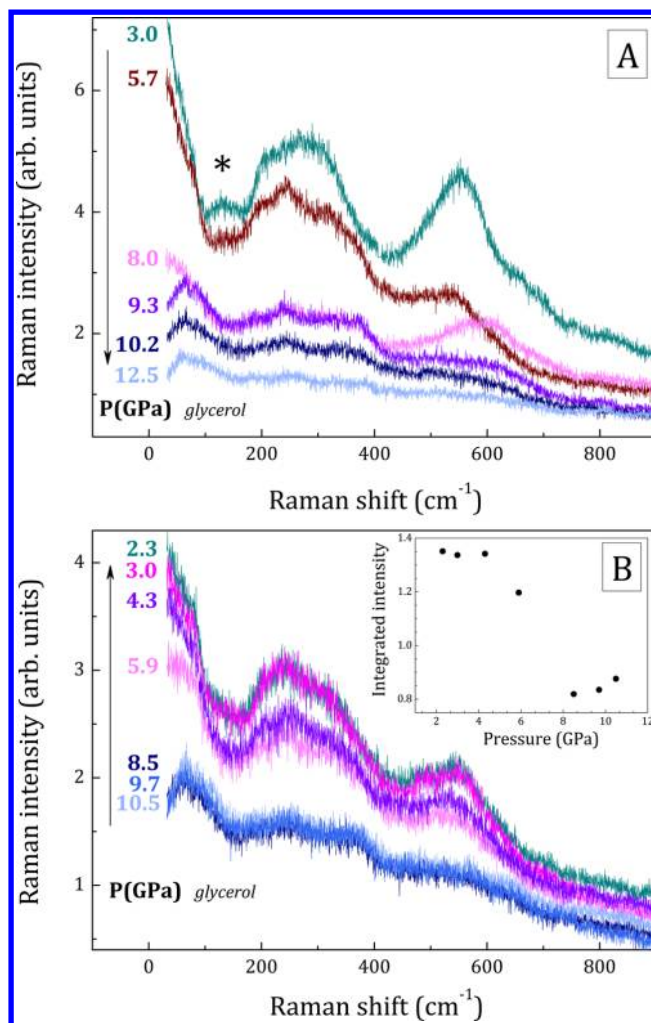 A
3.0
5.7
*
8.0
9.3
10.2
12.5
P(GPa) glycerol
Raman intensity (arb. units)
6
4
2
0 200 400 600 800
Raman shift (cm-1)
B
2.3
3.0
4.3
5.9
8.5
9.7
10.5
P(GPa) glycerol
Raman intensity (arb. units)
4
3
2
1
0 200 400 600 800
Raman shift (cm-1)
Integrated intensity
1.4
1.2
1.0
0.8
2 4 6 8 10 12
Pressure (GPa)